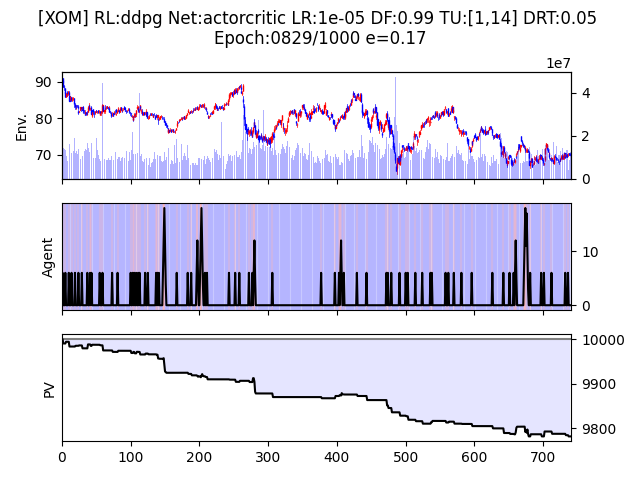 [XOM] RL:ddpg Net:actorcritic LR:1e-05 DF:0.99 TU:[1,14] DRT:0.05
Epoch:0829/1000 e=0.17
1e7
Env.
90
80
70
4
2
0
Agent
10
0
PV
10000
9900
9800
0 100 200 300 400 500 600 700